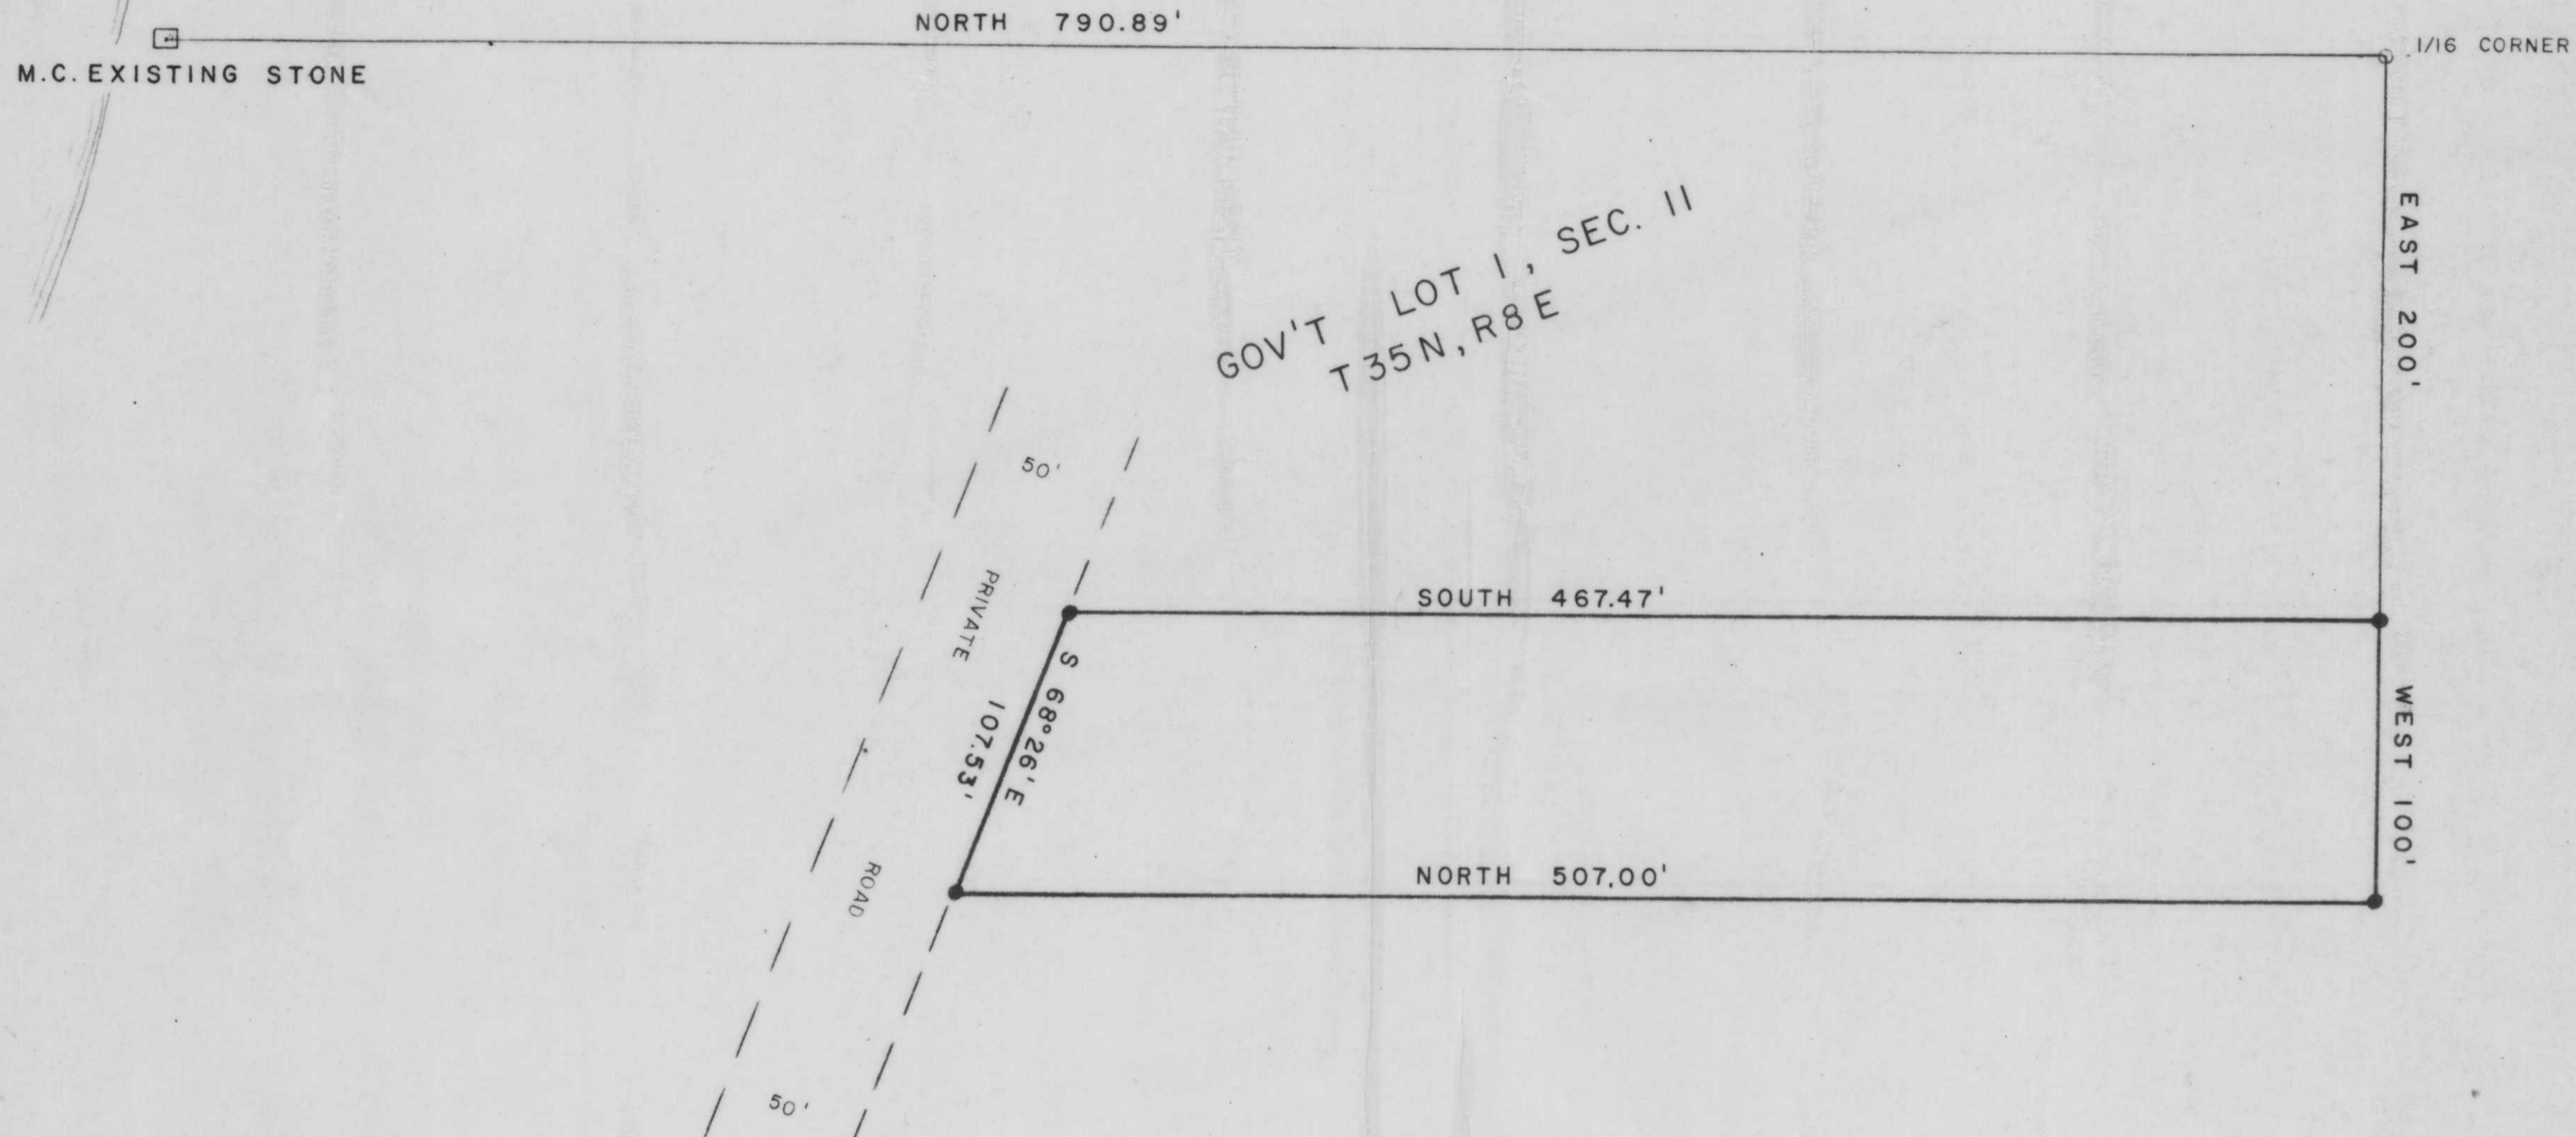 NORTH 790.89'
1/16 CORNER
M.C. EXISTING STONE
EAST 200'
GOV'T LOT 1, SEC. 11
T35N, R8E
50'
PRIVATE
ROAD
SOUTH 467.47'
S 68°26' E
107.53'
WEST 100'
NORTH 507.00'
50'